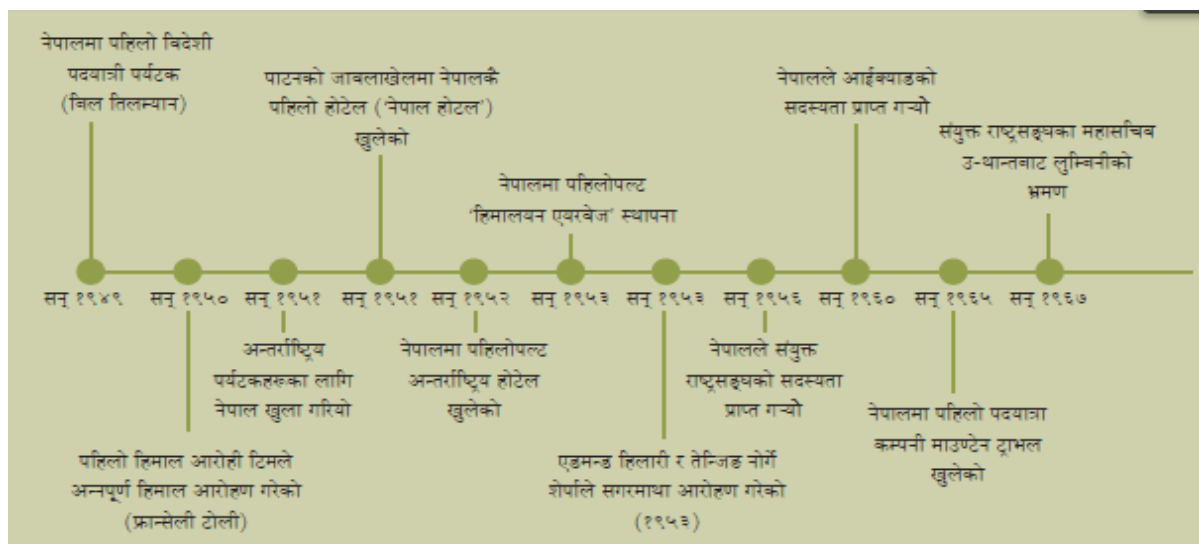 नेपालमा पहिलो विदेशी
पदयात्री पर्यटक
(विल तिलम्यान)
पाटनको जावलाखेलमा नेपालकै
पहिलो होटेल (‘नेपाल होटल’)
खुलेको
नेपालमा पहिलोपल्ट
‘हिमालयन एयरवेज’ स्थापना
नेपालले आईक्याडको
सदस्यता प्राप्त गर्‍यो
संयुक्त राष्ट्रसङ्घका महासचिव
उ-थान्तबाट लुम्बिनीको
भ्रमण
सन् १९४९
सन् १९५०
सन् १९५१
सन् १९५१
सन् १९५२
सन् १९५३
सन् १९५३
सन् १९५६
सन् १९६०
सन् १९६५
सन् १९६७
पहिलो हिमाल आरोही टिमले
अन्नपूर्ण हिमाल आरोहण गरेको
(फ्रान्सेली टोली)
अन्तर्राष्ट्रिय
पर्यटकहरूका लागि
नेपाल खुला गरियो
नेपालमा पहिलोपल्ट
अन्तर्राष्ट्रिय होटेल
खुलेको
एडमन्ड हिलारी र तेन्जिङ नोर्गे
शेर्पाले सगरमाथा आरोहण गरेको
(१९५३)
नेपालले संयुक्त
राष्ट्रसङ्घको सदस्यता
प्राप्त गर्‍यो
नेपालमा पहिलो पदयात्रा
कम्पनी माउण्टेन ट्राभल
खुलेको